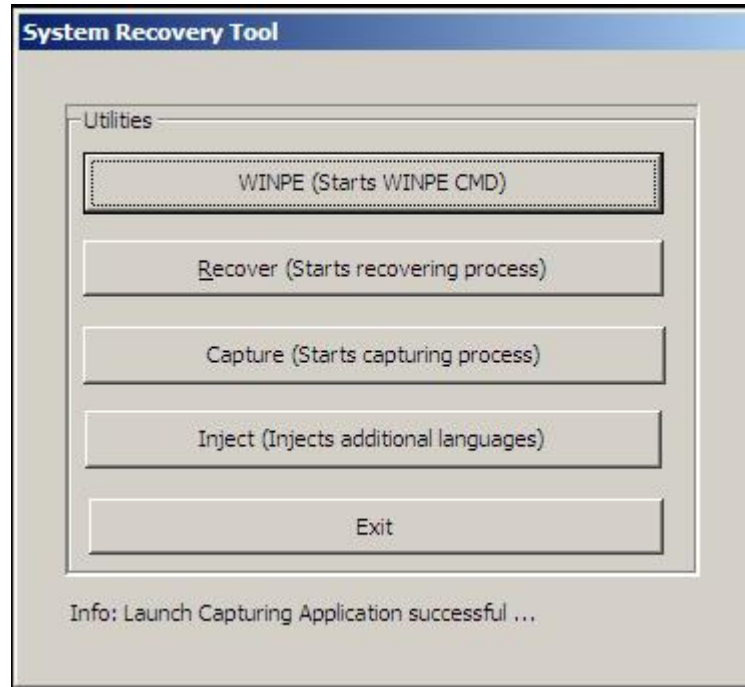 System Recovery Tool
Utilities
WINPE (Starts WINPE CMD)
Recover (Starts recovering process)
Capture (Starts capturing process)
Inject (Injects additional languages)
Exit
Info: Launch Capturing Application successful ...